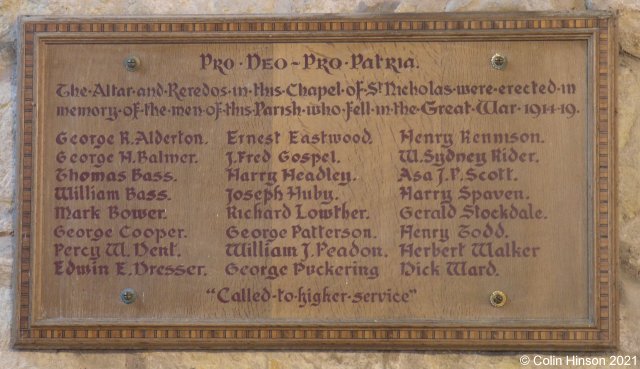 Pro·Deo–Pro·Patria.
The·Altar·and·Reredos·in·this·Chapel·of·St Nicholas·were·erected·in
memory·of·the·men·of·this·Parish·who·fell·in·the·Great·War·1914-19.
George R.Alderton. Ernest Eastwood. Henry Rennison.
George H.Balmer. J.Fred Gospel. W.Sydney Rider.
Thomas Bass. Harry Headley. Asa J.P.Scott.
William Bass. Joseph Huby. Harry Spaven.
Mark Bower. Richard Lowther. Gerald Stockdale.
George Cooper. George Patterson. Henry Todd.
Percy W.Dent. William J.Peadon. Herbert Walker
Edwin E.Dresser. George Puckering Dick Ward.
"Called·to·higher·service"
© Colin Hinson 2021